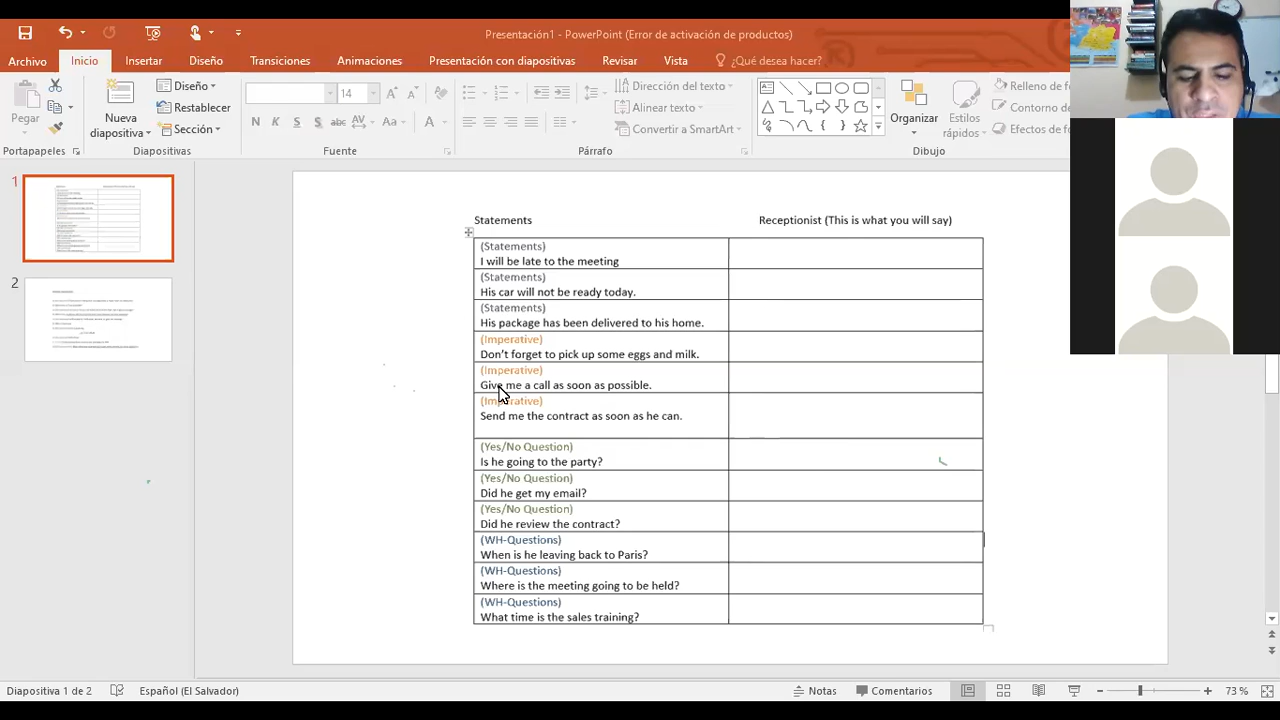 Presentación1 - PowerPoint (Error de activación de productos)
Archivo Inicio Insertar Diseño Transiciones Animaciones Presentación con diapositivas Revisar Vista ¿Qué desea hacer?
Pegar
Nueva diapositiva
Diseño
Restablecer
Sección
14
N K S S abc AV Aa A
Dirección del texto
Alinear texto
Convertir a SmartArt
Organizar
Estilos rápidos
Relleno de
Contorno de
Efectos de
Portapapeles Diapositivas Fuente Párrafo Dibujo
1
2
Statements Receptionist (This is what you will say)
(Statements)
I will be late to the meeting
(Statements)
His car will not be ready today.
(Statements)
His package has been delivered to his home.
(Imperative)
Don't forget to pick up some eggs and milk.
(Imperative)
Give me a call as soon as possible.
(Imperative)
Send me the contract as soon as he can.
(Yes/No Question)
Is he going to the party?
(Yes/No Question)
Did he get my email?
(Yes/No Question)
Did he review the contract?
(WH-Questions)
When is he leaving back to Paris?
(WH-Questions)
Where is the meeting going to be held?
(WH-Questions)
What time is the sales training?
Diapositiva 1 de 2 Español (El Salvador) Notas Comentarios 73 %